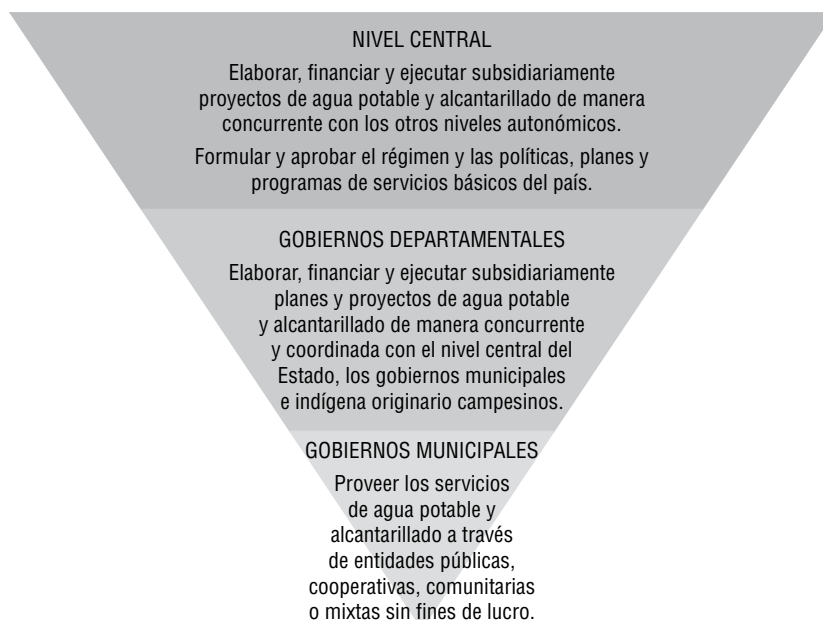 NIVEL CENTRAL
Elaborar, financiar y ejecutar subsidiariamente
proyectos de agua potable y alcantarillado de manera
concurrente con los otros niveles autonómicos.
Formular y aprobar el régimen y las políticas, planes y
programas de servicios básicos del país.
GOBIERNOS DEPARTAMENTALES
Elaborar, financiar y ejecutar subsidiariamente
planes y proyectos de agua potable
y alcantarillado de manera concurrente
y coordinada con el nivel central del
Estado, los gobiernos municipales
e indígena originario campesinos.
GOBIERNOS MUNICIPALES
Proveer los servicios
de agua potable y
alcantarillado a través
de entidades públicas,
cooperativas, comunitarias
o mixtas sin fines de lucro.